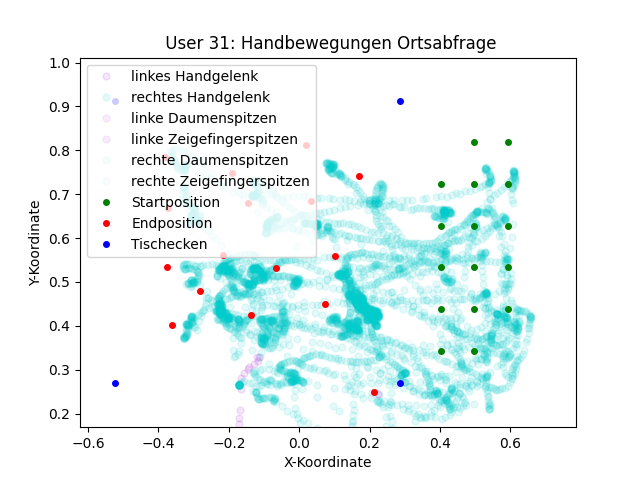 User 31: Handbewegungen Ortsabfrage
1.0
0.9
0.8
0.7
0.6
0.5
0.4
0.3
0.2
Y-Koordinate
linkes Handgelenk
rechtes Handgelenk
linke Daumenspitzen
linke Zeigefingerspitzen
rechte Daumenspitzen
rechte Zeigefingerspitzen
Startposition
Endposition
Tischecken
−0.6
−0.4
−0.2
0.0
0.2
0.4
0.6
X-Koordinate